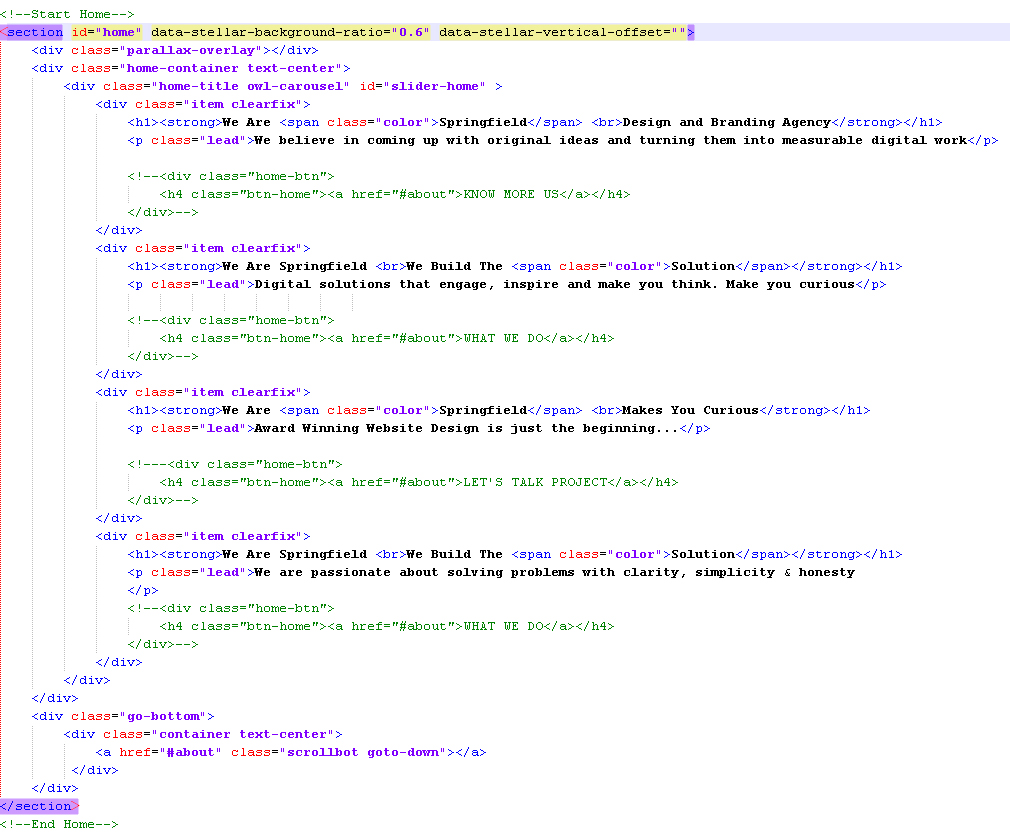 <!--Start Home-->
<section id="home" data-stellar-background-ratio="0.6" data-stellar-vertical-offset="">
<div class="parallax-overlay"></div>
<div class="home-container text-center">
<div class="home-title owl-carousel" id="slider-home" >
<div class="item clearfix">
<h1><strong>We Are <span class="color">Springfield</span> <br>Design and Branding Agency</strong></h1>
<p class="lead">We believe in coming up with original ideas and turning them into measurable digital work</p>
<!--<div class="home-btn">
<h4 class="btn-home"><a href="#about">KNOW MORE US</a></h4>
</div>-->
</div>
<div class="item clearfix">
<h1><strong>We Are Springfield <br>We Build The <span class="color">Solution</span></strong></h1>
<p class="lead">Digital solutions that engage, inspire and make you think. Make you curious</p>
<!--<div class="home-btn">
<h4 class="btn-home"><a href="#about">WHAT WE DO</a></h4>
</div>-->
</div>
<div class="item clearfix">
<h1><strong>We Are <span class="color">Springfield</span> <br>Makes You Curious</strong></h1>
<p class="lead">Award Winning Website Design is just the beginning...</p>
<!---<div class="home-btn">
<h4 class="btn-home"><a href="#about">LET'S TALK PROJECT</a></h4>
</div>-->
</div>
<div class="item clearfix">
<h1><strong>We Are Springfield <br>We Build The <span class="color">Solution</span></strong></h1>
<p class="lead">We are passionate about solving problems with clarity, simplicity & honesty
</p>
<!--<div class="home-btn">
<h4 class="btn-home"><a href="#about">WHAT WE DO</a></h4>
</div>-->
</div>
</div>
</div>
<div class="go-bottom">
<div class="container text-center">
<a href="#about" class="scrollbot goto-down"></a>
</div>
</div>
</section>
<!--End Home-->